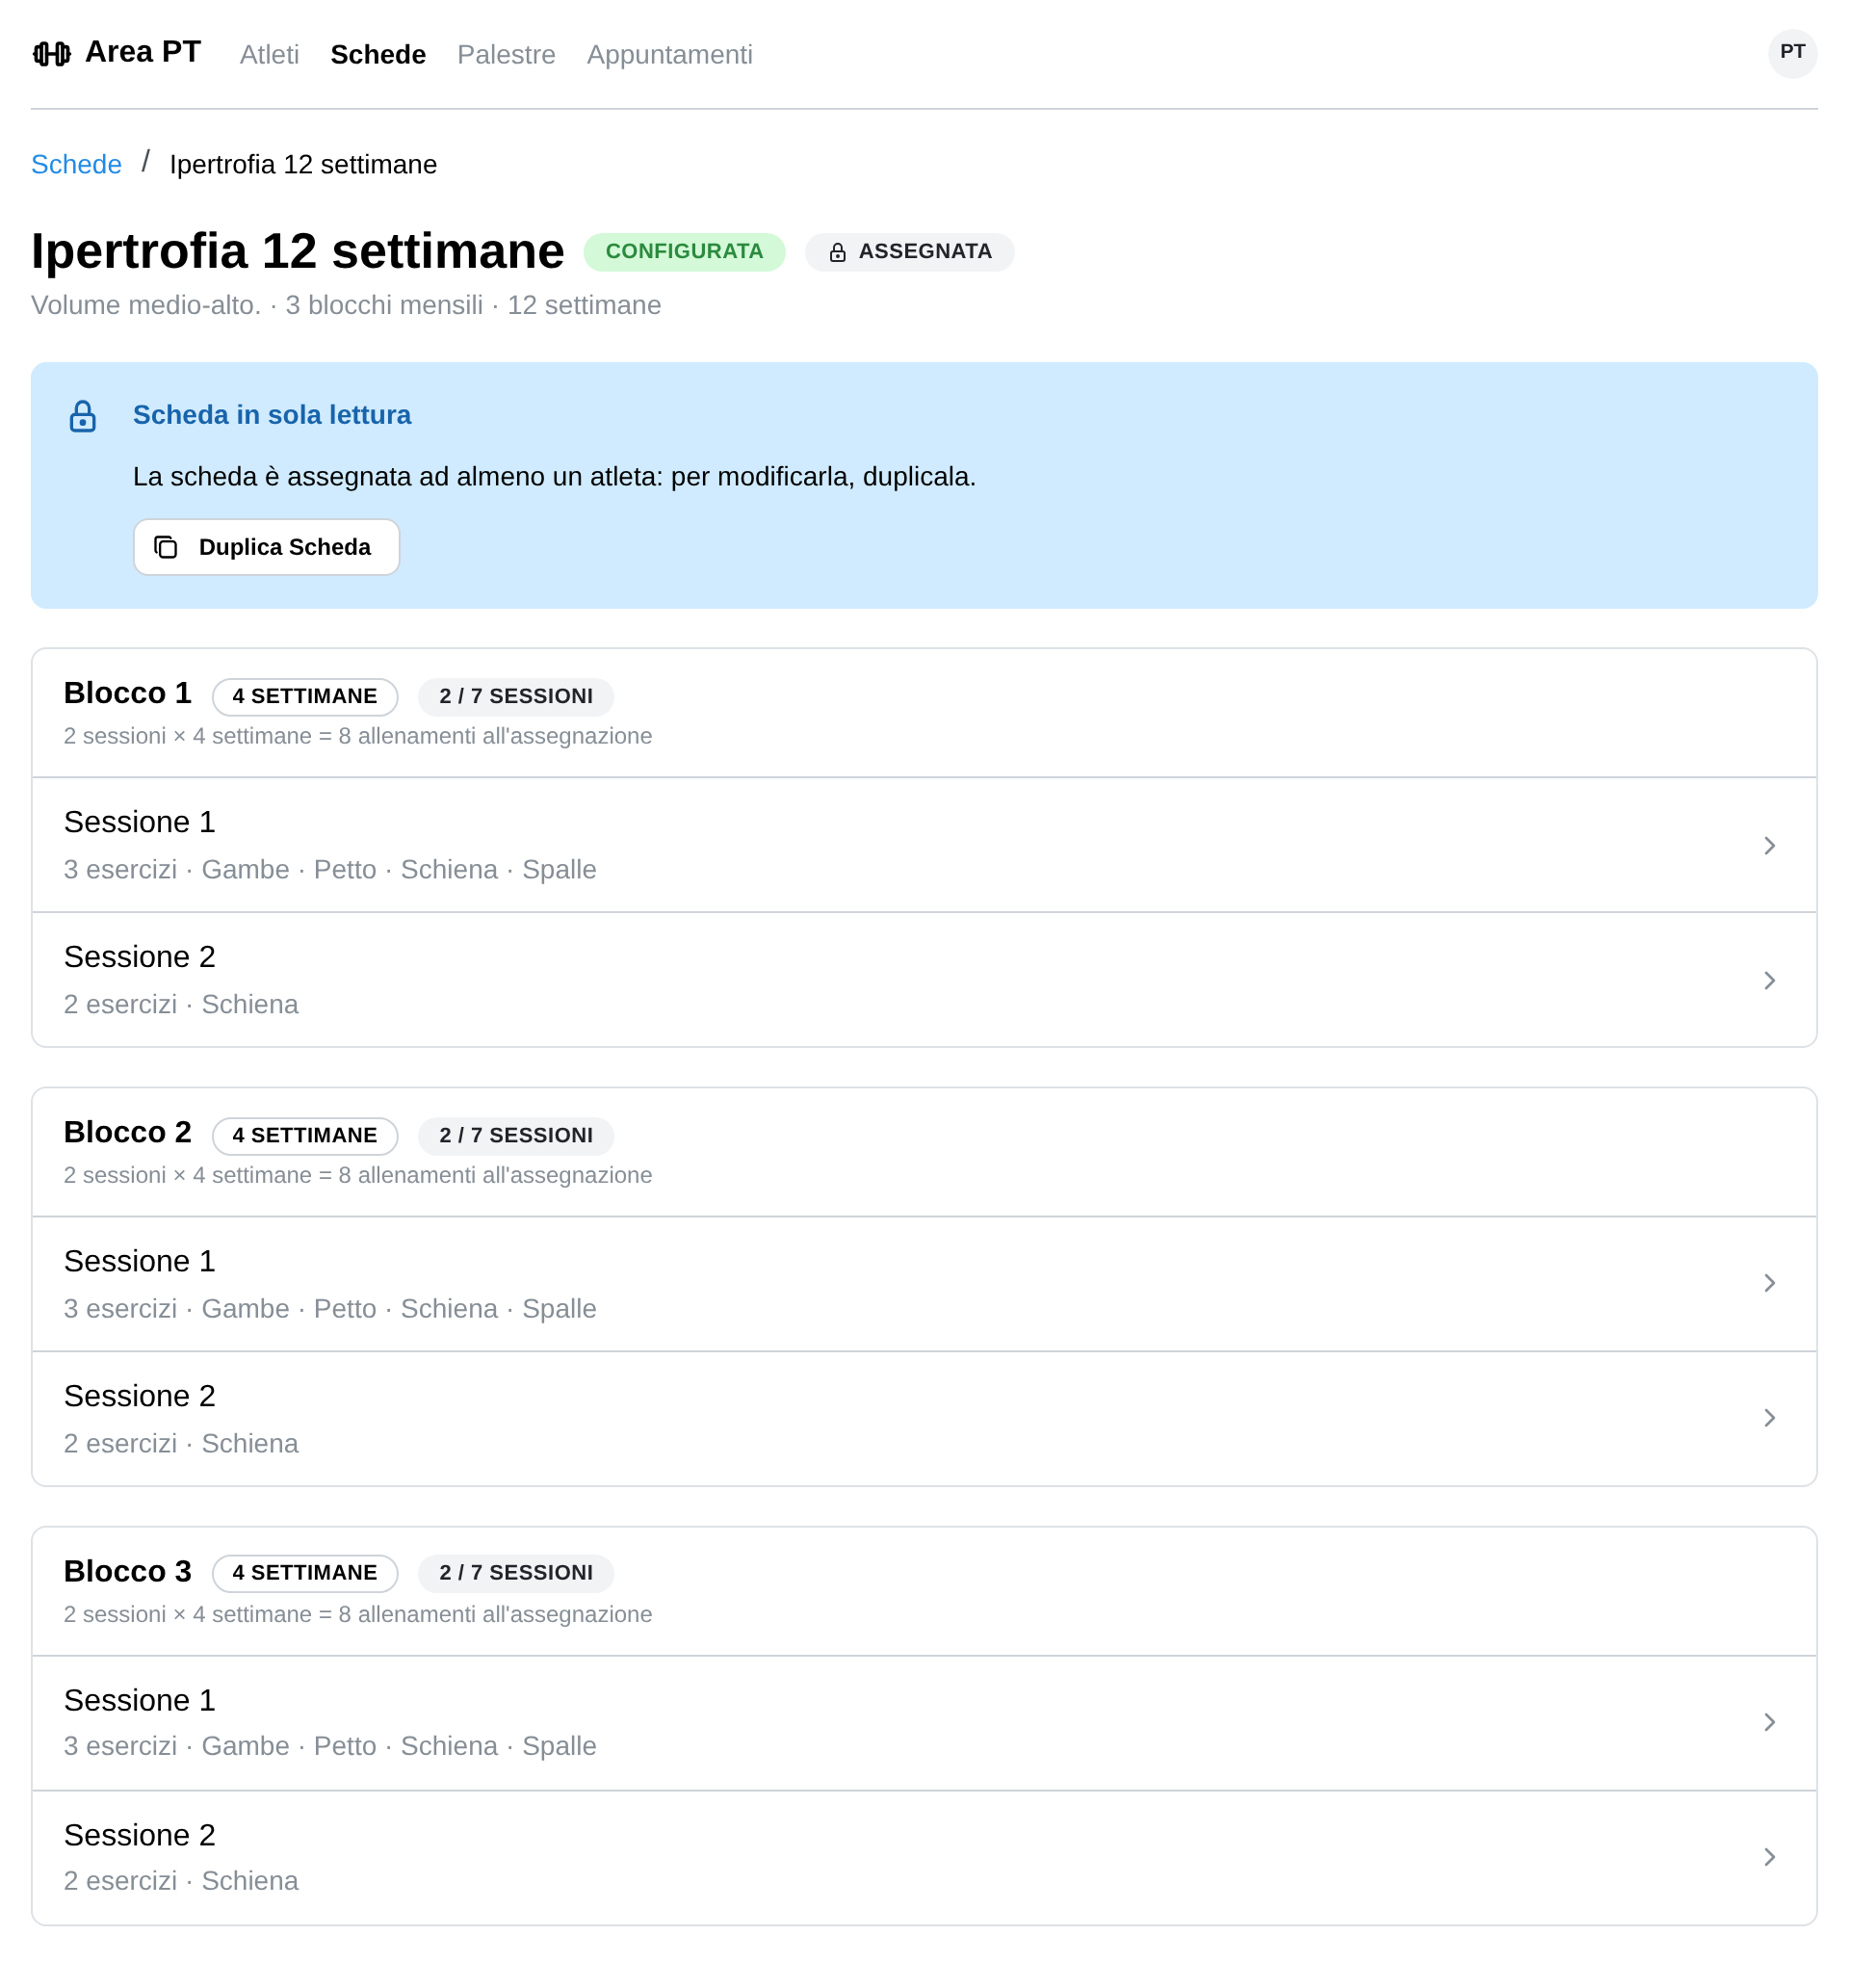 Area PT Atleti Schede Palestre Appuntamenti PT
Schede / Ipertrofia 12 settimane
Ipertrofia 12 settimane CONFIGURATA ASSEGNATA
Volume medio-alto. · 3 blocchi mensili · 12 settimane
Scheda in sola lettura
La scheda è assegnata ad almeno un atleta: per modificarla, duplicala.
Duplica Scheda
Blocco 1 4 SETTIMANE 2 / 7 SESSIONI
2 sessioni × 4 settimane = 8 allenamenti all'assegnazione
Sessione 1
3 esercizi · Gambe · Petto · Schiena · Spalle
Sessione 2
2 esercizi · Schiena
Blocco 2 4 SETTIMANE 2 / 7 SESSIONI
2 sessioni × 4 settimane = 8 allenamenti all'assegnazione
Sessione 1
3 esercizi · Gambe · Petto · Schiena · Spalle
Sessione 2
2 esercizi · Schiena
Blocco 3 4 SETTIMANE 2 / 7 SESSIONI
2 sessioni × 4 settimane = 8 allenamenti all'assegnazione
Sessione 1
3 esercizi · Gambe · Petto · Schiena · Spalle
Sessione 2
2 esercizi · Schiena